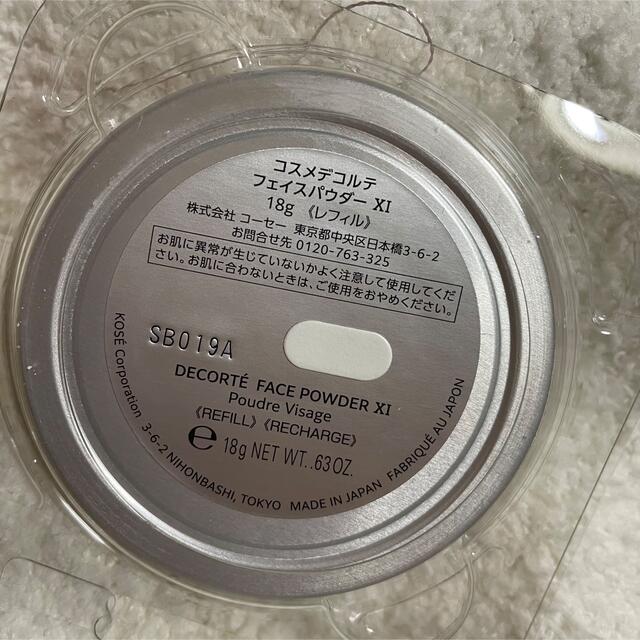 コスメデコルテ
フェイスパウダー XI
18g 《レフィル》
株式会社 コーセー 東京都中央区日本橋3-6-2
お問合せ先 0120-763-325
お肌に異常が生じていないかよく注意して使用してくだ
さい。お肌に合わないときは、ご使用をおやめください。
SB019A
DECORTÉ FACE POWDER XI
Poudre Visage
《REFILL》《RECHARGE》
℮ 18g NET WT..63 OZ.
KOSÉ Corporation 3-6-2 NIHONBASHI, TOKYO MADE IN JAPAN FABRIQUÉ AU JAPON